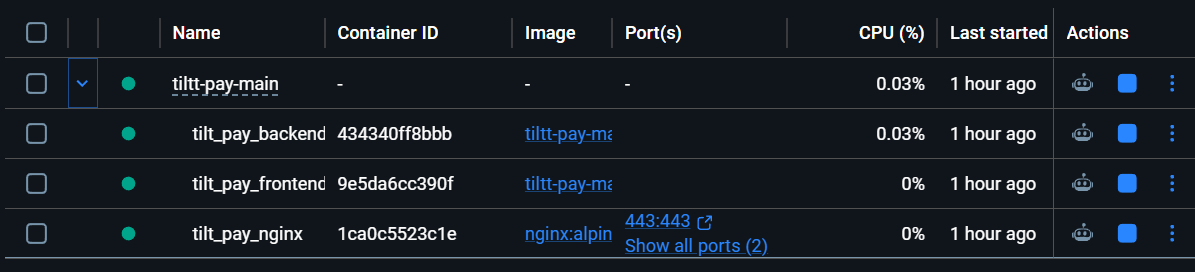 Name Container ID Image Port(s) CPU (%) Last started Actions
tiltt-pay-main - - - 0.03% 1 hour ago
tilt_pay_backend 434340ff8bbb tiltt-pay-ma 0.03% 1 hour ago
tilt_pay_frontend 9e5da6cc390f tiltt-pay-ma 0% 1 hour ago
tilt_pay_nginx 1ca0c5523c1e nginx:alpin 443:443 0% 1 hour ago
Show all ports (2)